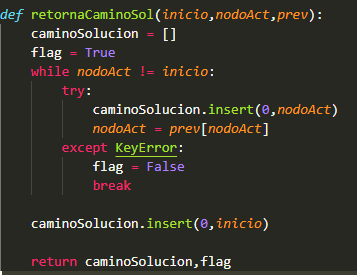 def retornaCaminoSol(inicio,nodoAct,prev):
    caminoSolucion = []
    flag = True
    while nodoAct != inicio:
        try:
            caminoSolucion.insert(0,nodoAct)
            nodoAct = prev[nodoAct]
        except KeyError:
            flag = False
            break
    caminoSolucion.insert(0,inicio)
    return caminoSolucion,flag